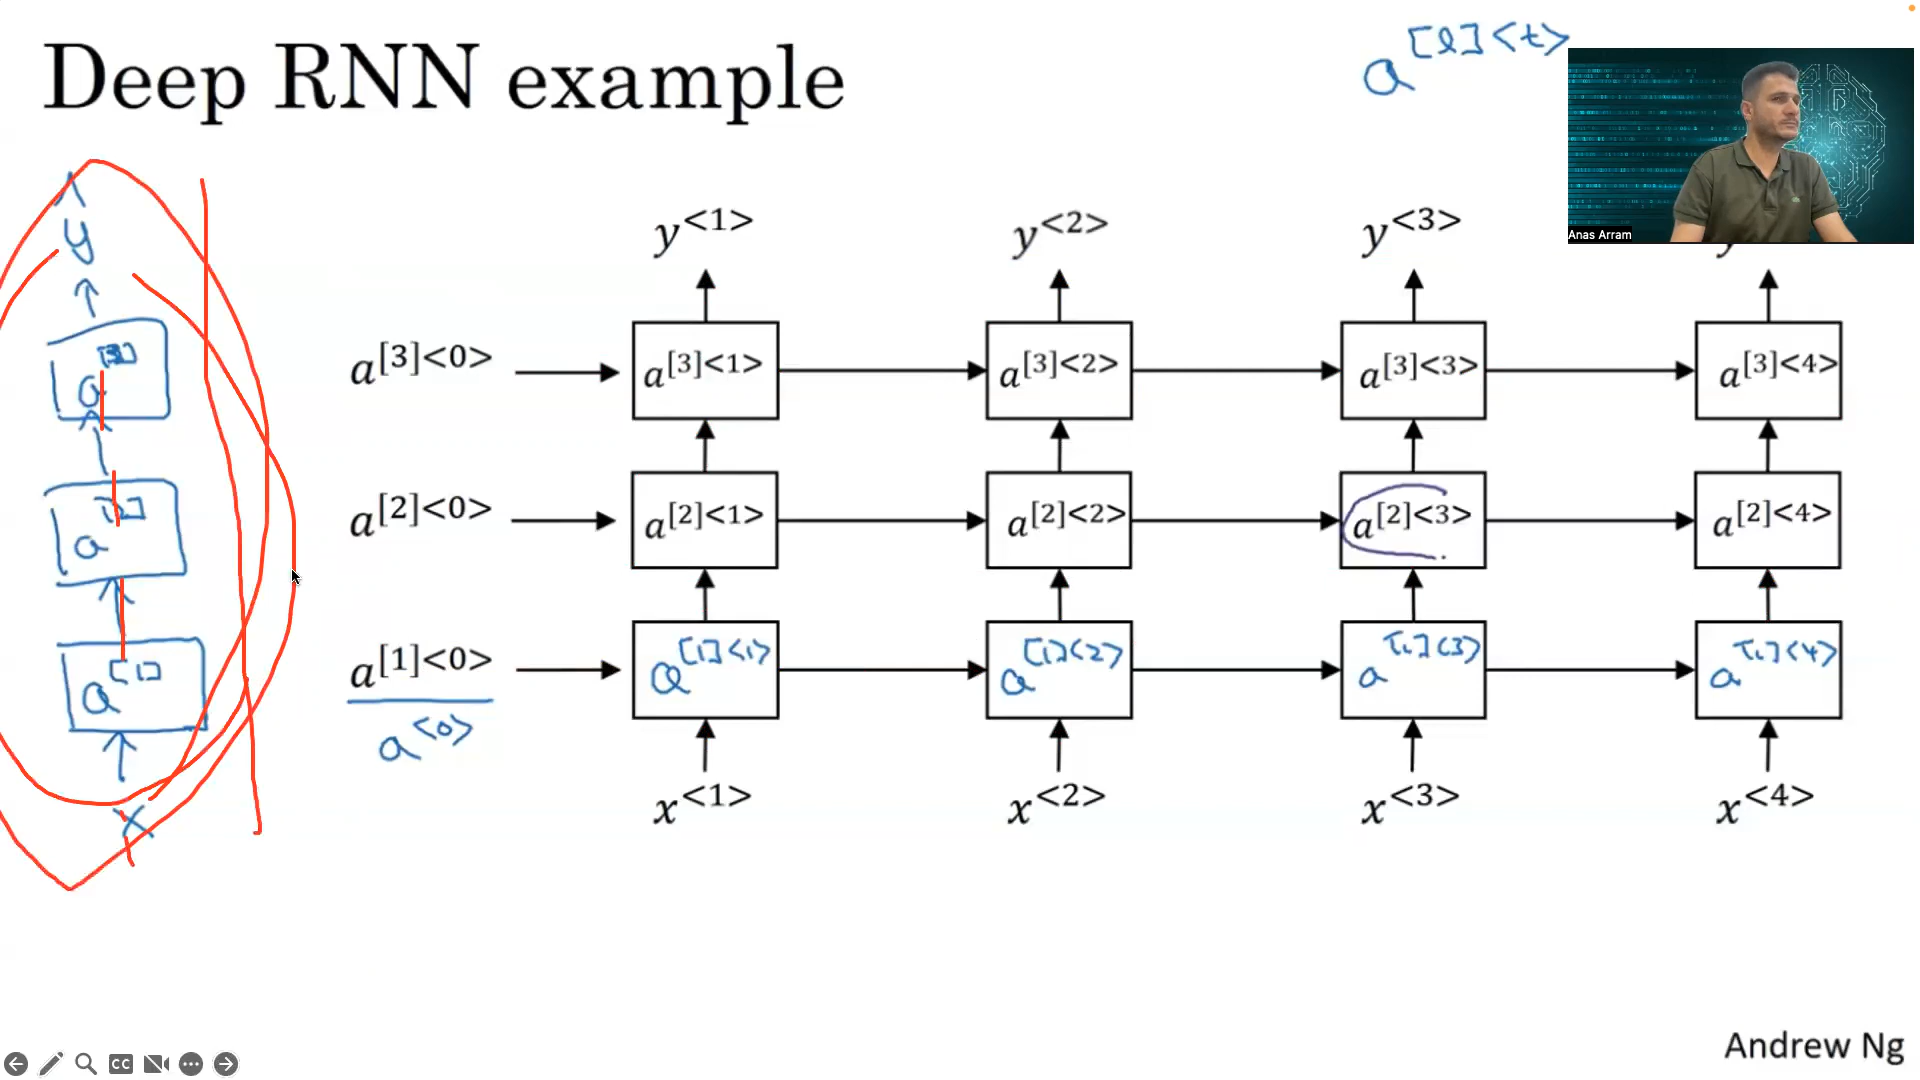 Deep RNN example
a[l]<t>
Anas Arram
ŷ
y<1> y<2> y<3> y
a[3]
a[3]<0> a[3]<1> a[3]<2> a[3]<3> a[3]<4>
a[2]
a[2]<0> a[2]<1> a[2]<2> a[2]<3> a[2]<4>
a[1]
a[1]<0> a[1]<1> a[1]<2> a[1]<3> a[1]<4>
a<0>
x
x<1> x<2> x<3> x<4>
CC
Andrew Ng